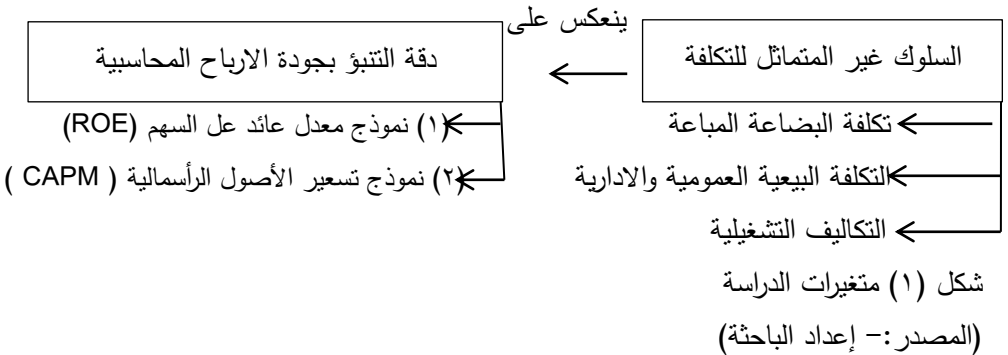 ينعكس على
السلوك غير المتماثل للتكلفة
دقة التنبؤ بجودة الارباح المحاسبية
تكلفة البضاعة المباعة
(١) نموذج معدل عائد عل السهم (ROE)
التكلفة البيعية العمومية والادارية
(٢) نموذج تسعير الأصول الرأسمالية ( CAPM )
التكاليف التشغيلية
شكل (١) متغيرات الدراسة
(المصدر:- إعداد الباحثة)